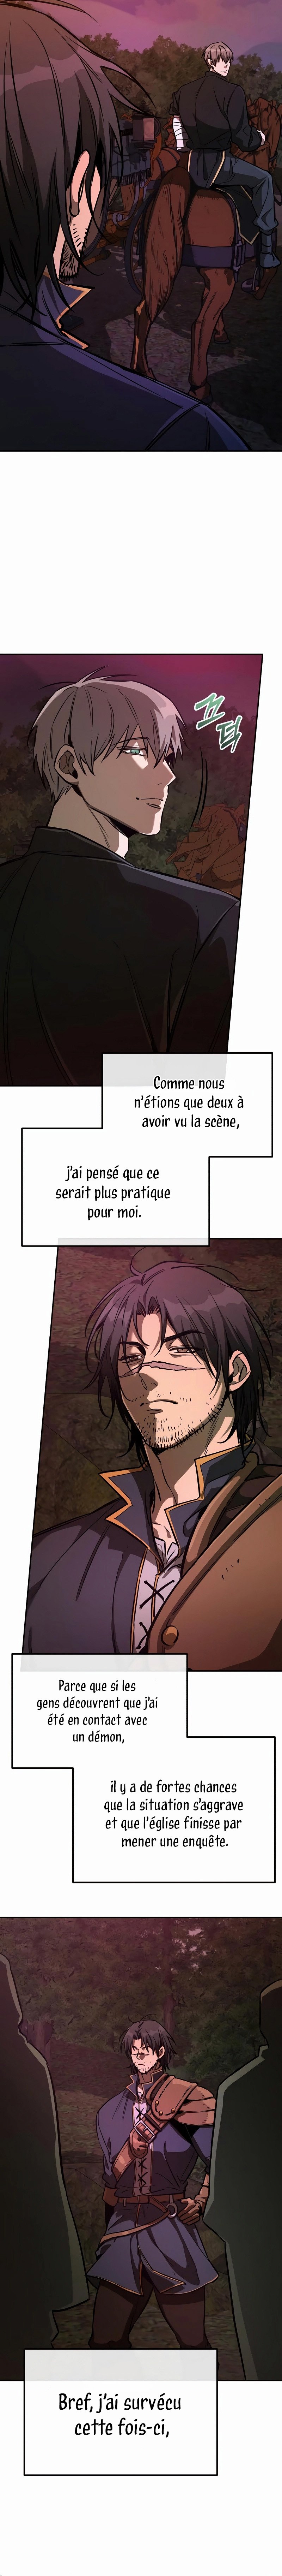 끄
덕
Comme nous
n'étions que deux à
avoir vu la scène,
j'ai pensé que ce
serait plus pratique
pour moi.
Parce que si les
gens découvrent que j'ai
été en contact avec
un démon,
il y a de fortes chances
que la situation s'aggrave
et que l'église finisse par
mener une enquête.
Bref, j'ai survécu
cette fois-ci,